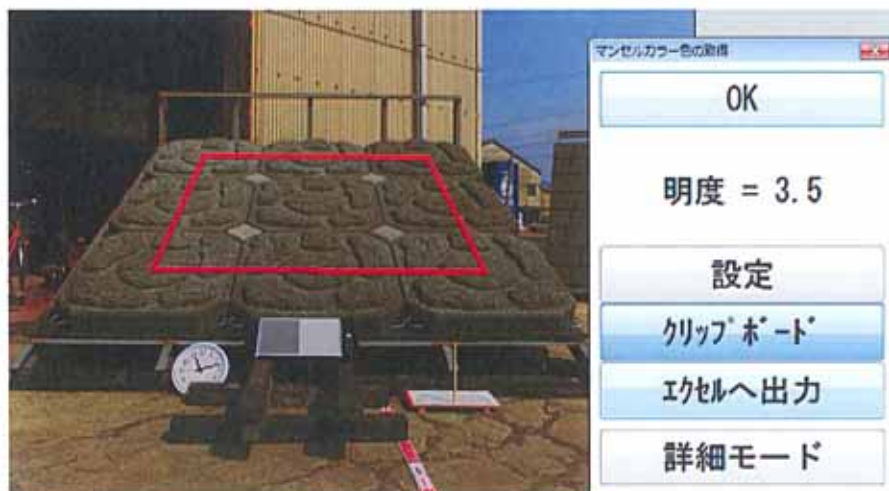 マンセルカラー色の取得
OK
明度 = 3.5
設定
ｸﾘｯﾌﾟﾎﾞｰﾄﾞ
ｴｸｾﾙへ出力
詳細モード